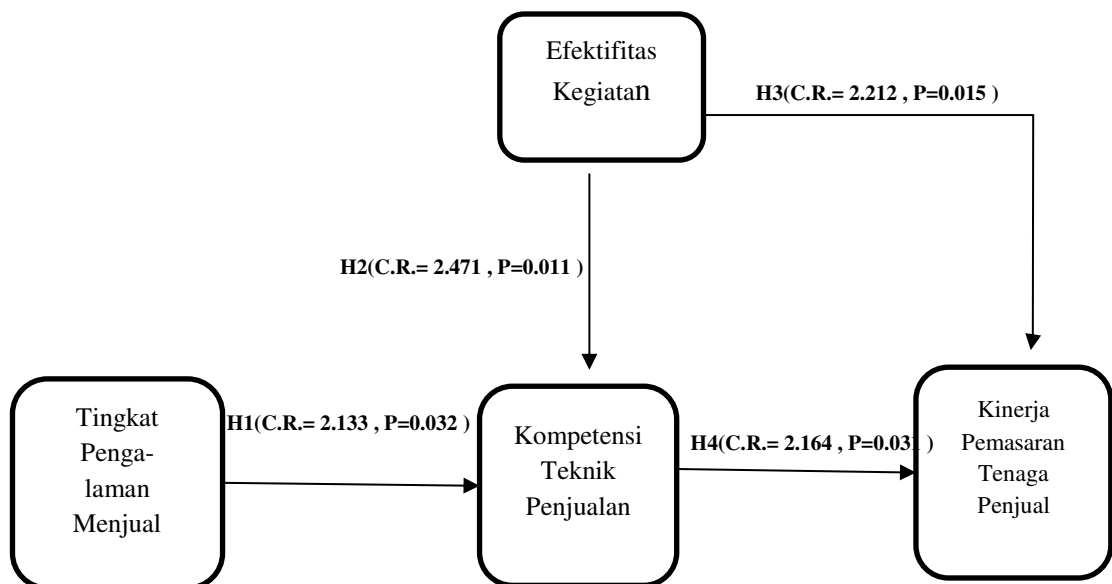 Efektifitas
Kegiatan
H3(C.R.= 2.212 , P=0.015 )
H2(C.R.= 2.471 , P=0.011 )
Tingkat
Penga-
laman
Menjual
H1(C.R.= 2.133 , P=0.032 )
Kompetensi
Teknik
Penjualan
H4(C.R.= 2.164 , P=0.031 )
Kinerja
Pemasaran
Tenaga
Penjual